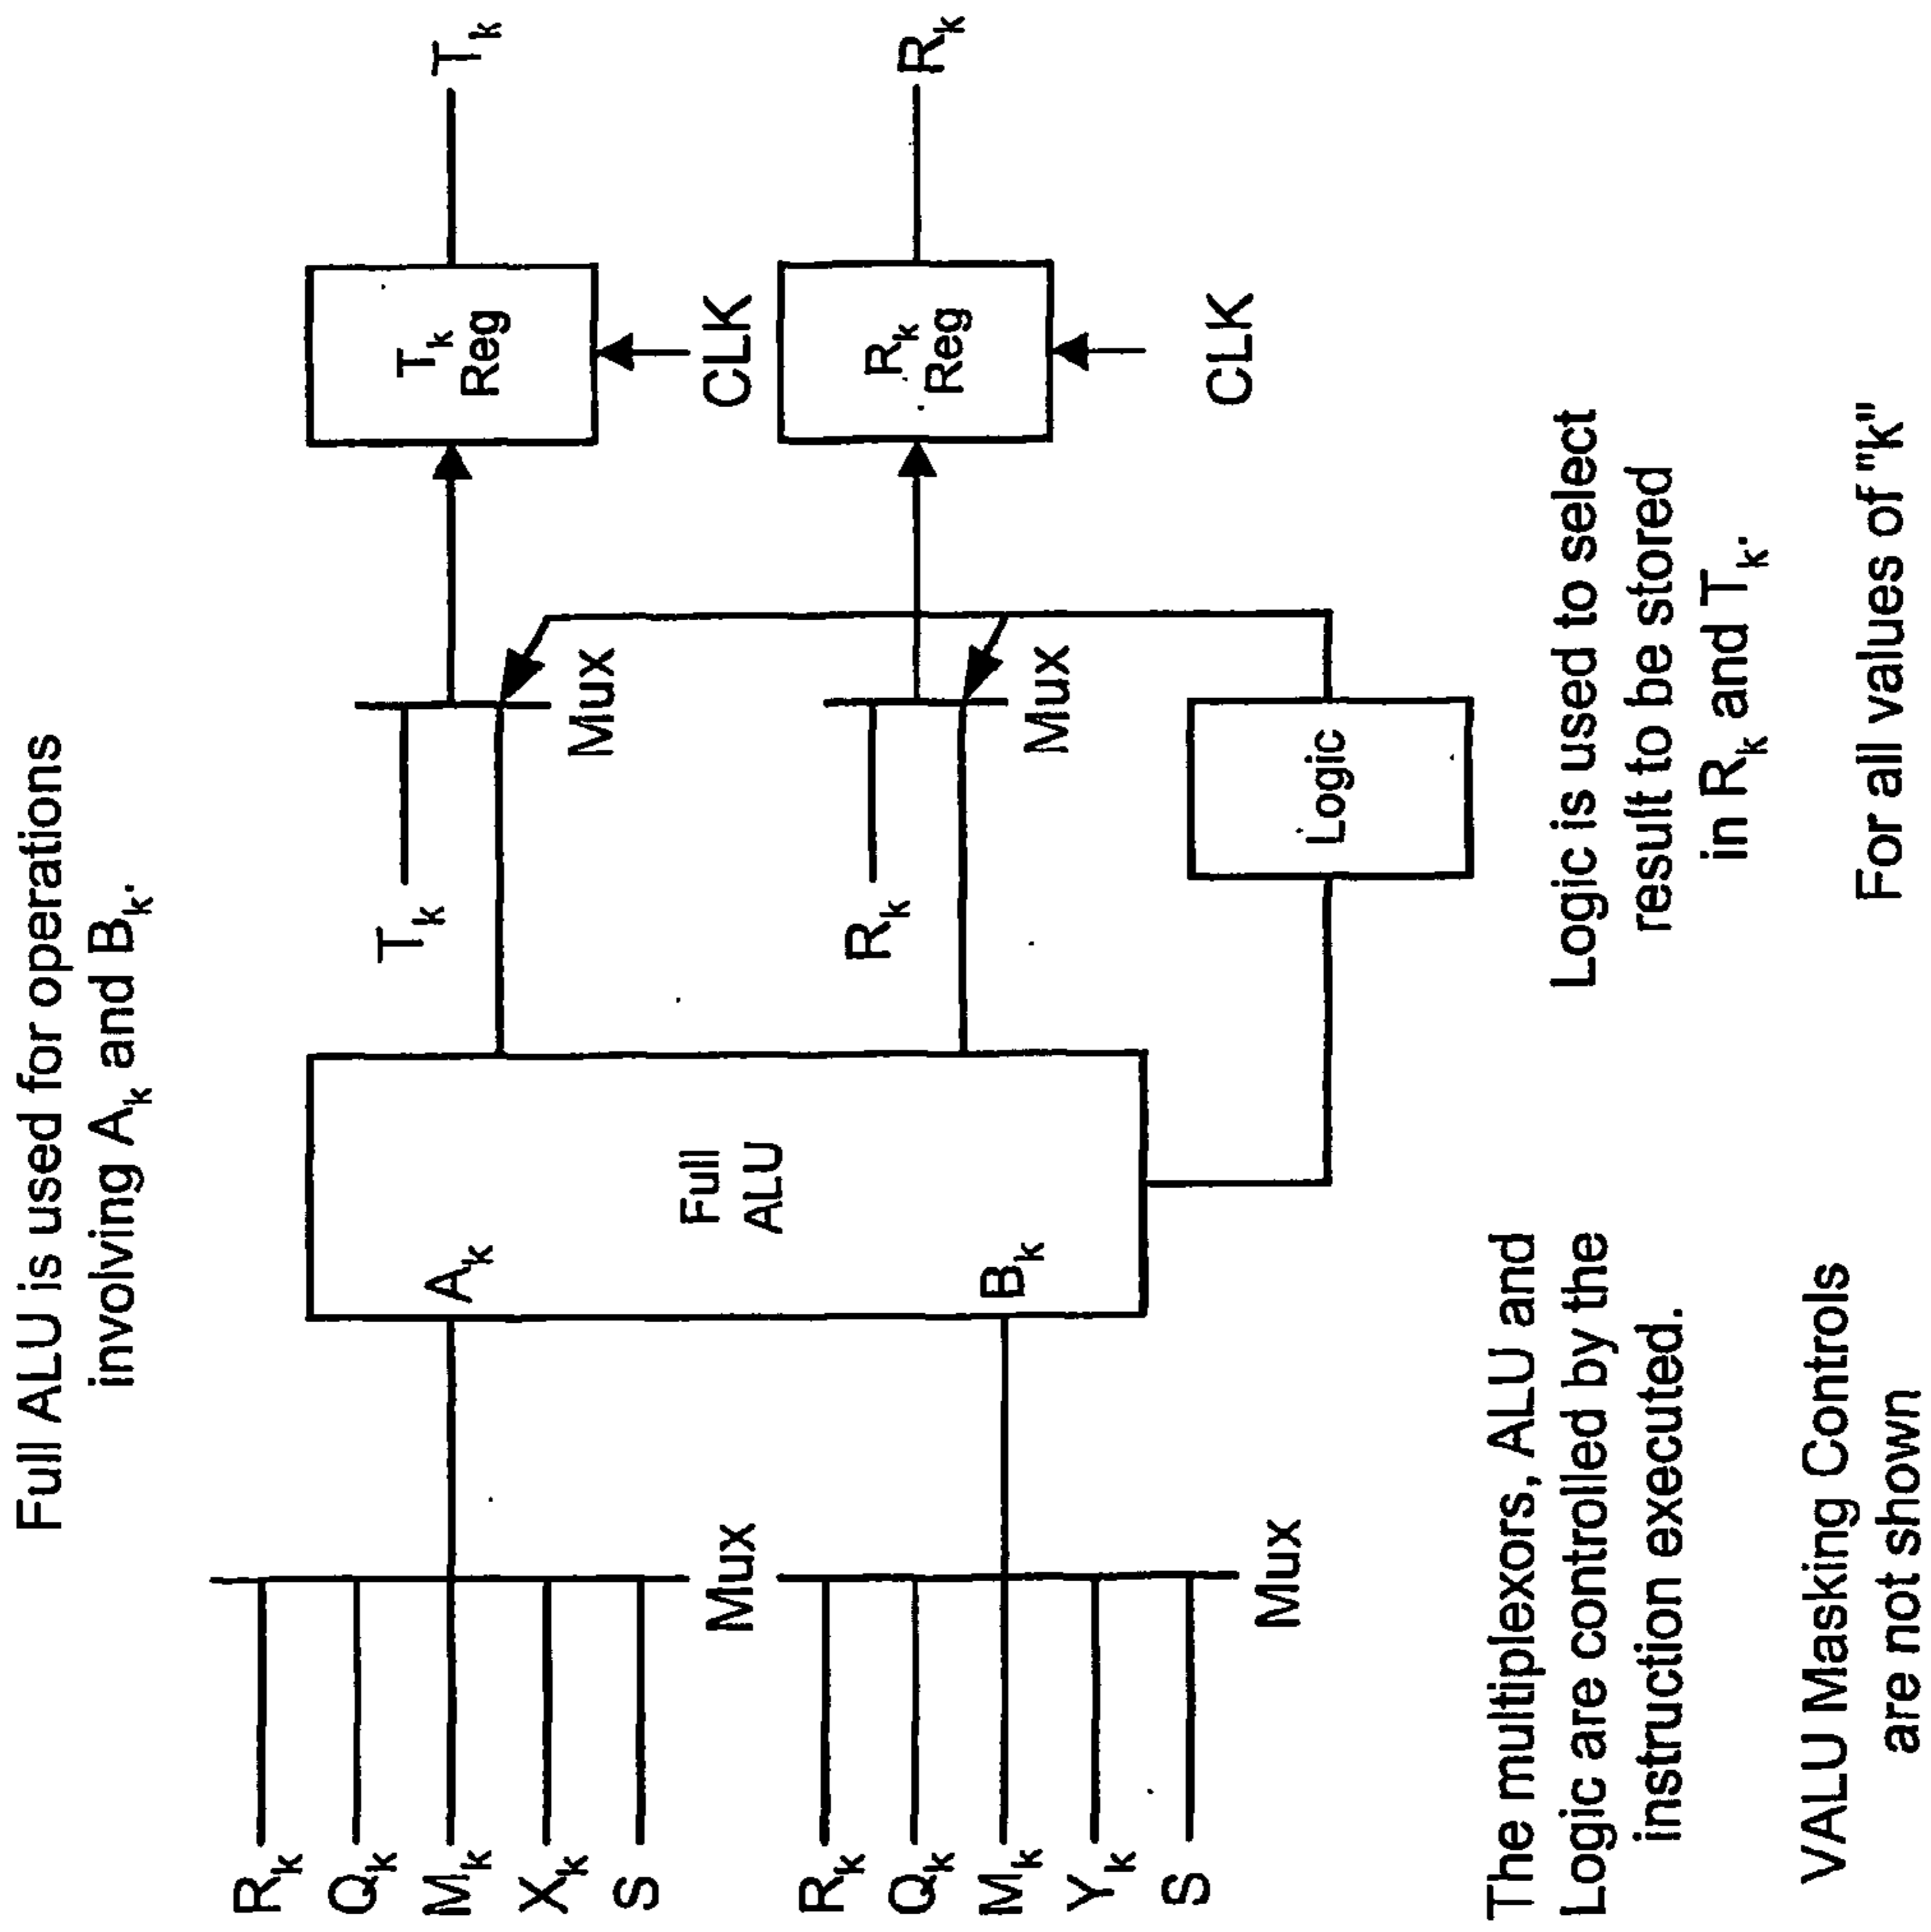 Full ALU is used for operations
involving Aₖ and Bₖ.
Rₖ
Qₖ
Mₖ
Xₖ
S
Mux
Rₖ
Qₖ
Mₖ
Yₖ
S
Mux
Aₖ
Bₖ
Full
ALU
Tₖ
Mux
Rₖ
Mux
Logic
Tₖ
Reg
CLK
Rₖ
Reg
CLK
Tₖ
Rₖ
The multiplexors, ALU and
Logic are controlled by the
instruction executed.
VALU Masking Controls
are not shown
Logic is used to select
result to be stored
in Rₖ and Tₖ.
For all values of "k"